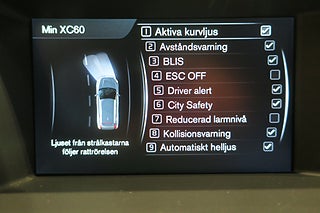 Min XC60
1 Aktiva kurvljus
2 Avståndsvarning
3 BLIS
4 ESC OFF
5 Driver alert
6 City Safety
7 Reducerad larmnivå
8 Kollisionsvarning
9 Automatiskt helljus
Ljuset från strålkastarna
följer rattrörelsen